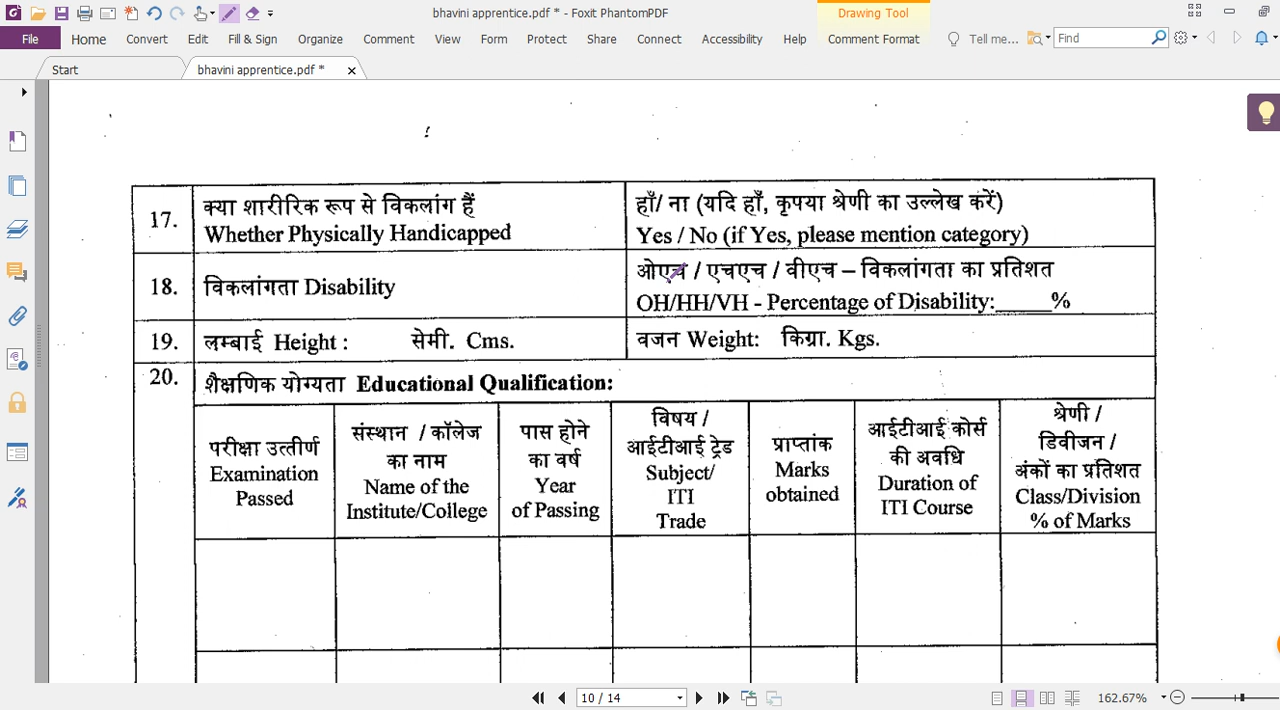 bhavini apprentice.pdf * - Foxit PhantomPDF
Drawing Tool
File Home Convert Edit Fill & Sign Organize Comment View Form Protect Share Connect Accessibility Help Comment Format Tell me... Find
Start
bhavini apprentice.pdf *
17.
क्या शारीरिक रूप से विकलांग हैं
Whether Physically Handicapped
हाँ/ ना (यदि हाँ, कृपया श्रेणी का उल्लेख करें)
Yes / No (if Yes, please mention category)
18.
विकलांगता Disability
ओएच / एचएच / वीएच – विकलांगता का प्रतिशत
OH/HH/VH - Percentage of Disability:_____%
19.
लम्बाई Height : सेमी. Cms.
वजन Weight: किग्रा. Kgs.
20.
शैक्षणिक योग्यता Educational Qualification:
परीक्षा उत्तीर्ण
Examination
Passed
संस्थान / कॉलेज
का नाम
Name of the
Institute/College
पास होने
का वर्ष
Year
of Passing
विषय /
आईटीआई ट्रेड
Subject/
ITI
Trade
प्राप्तांक
Marks
obtained
आईटीआई कोर्स
की अवधि
Duration of
ITI Course
श्रेणी /
डिवीजन /
अंकों का प्रतिशत
Class/Division
% of Marks
10 / 14
162.67%